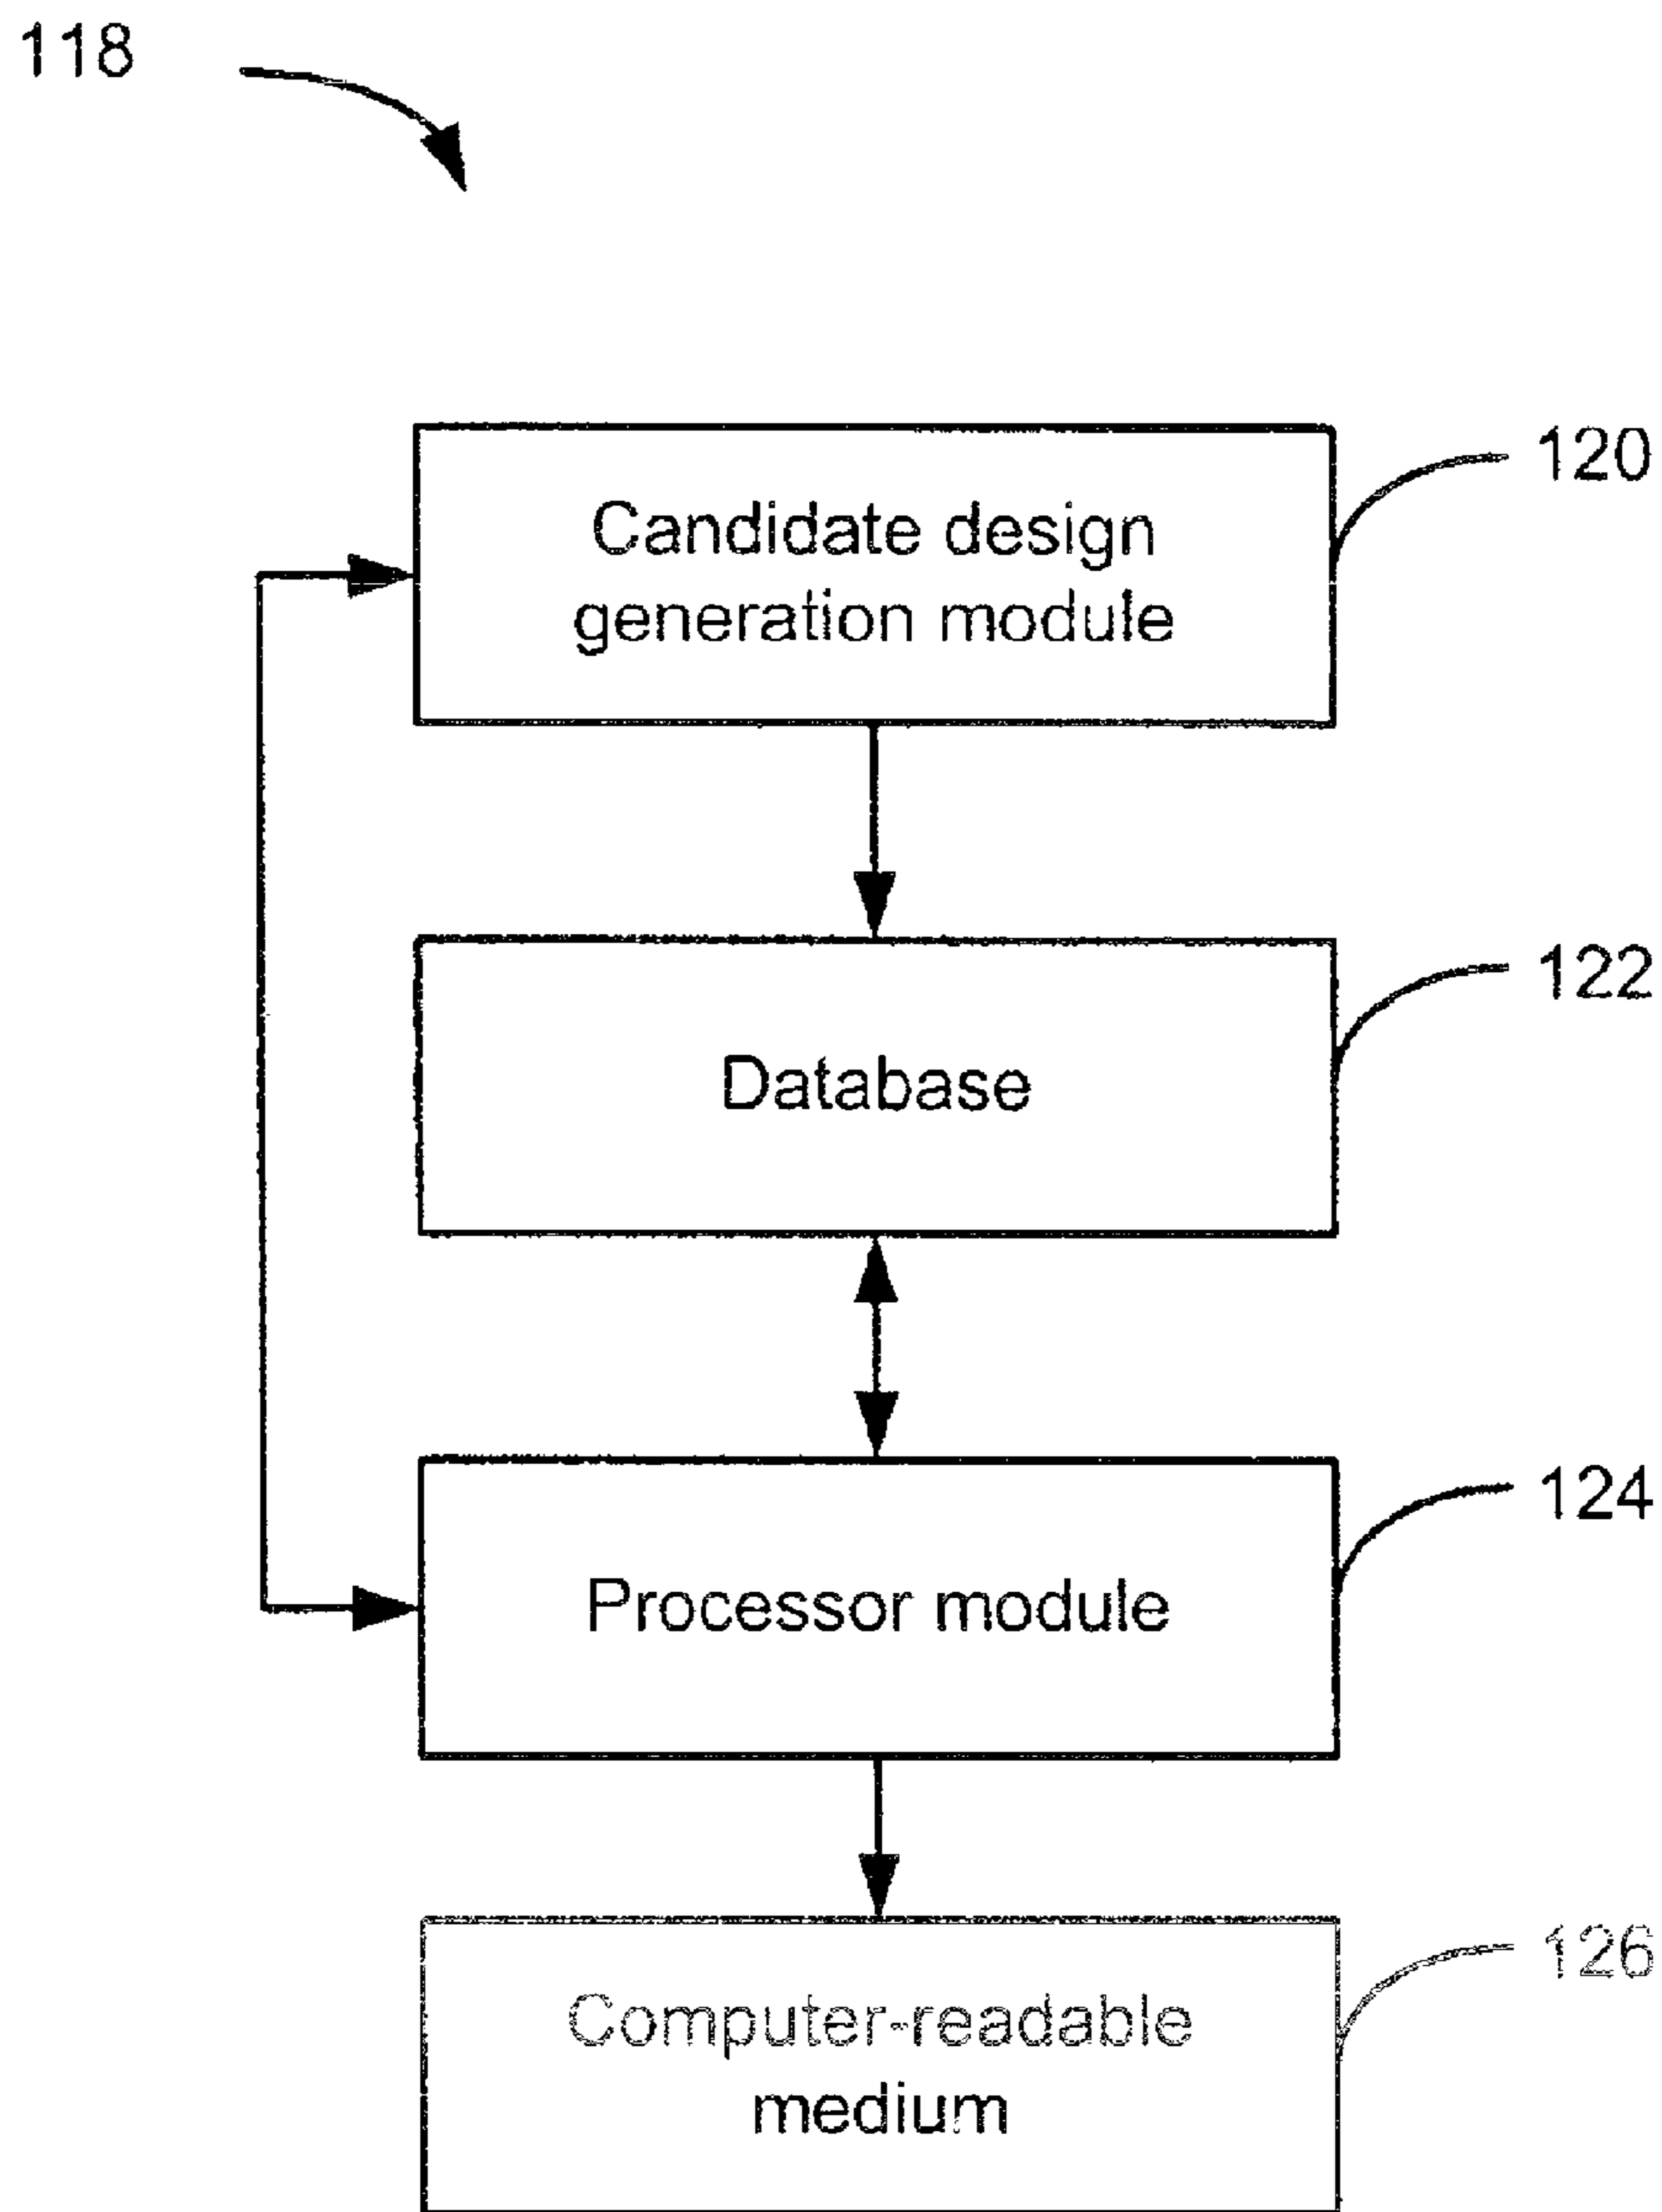 118
120
Candidate design
generation module
122
Database
124
Processor module
126
Computer-readable
medium